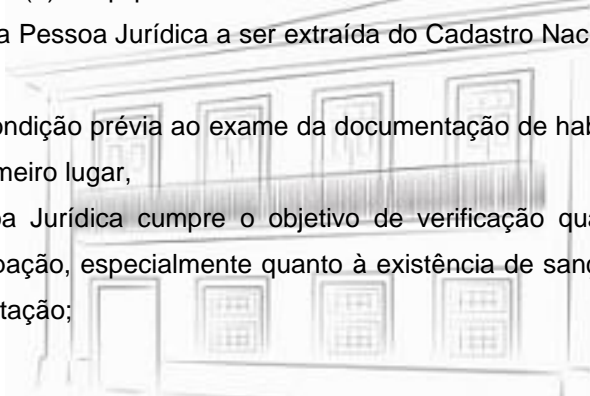 a Pessoa Jurídica a ser extraída do Cadastro Nac
ondição prévia ao exame da documentação de hab
meiro lugar,
a Jurídica cumpre o objetivo de verificação qua
ação, especialmente quanto à existência de sanc
tação;